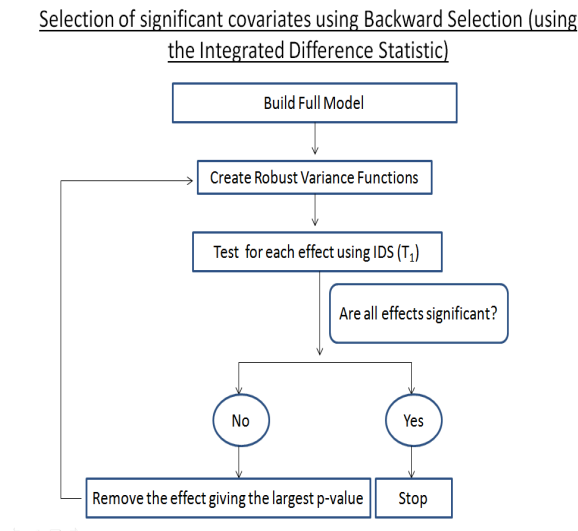 Selection of significant covariates using Backward Selection (using
the Integrated Difference Statistic)
Build Full Model
Create Robust Variance Functions
Test for each effect using IDS (T₁)
Are all effects significant?
No
Yes
Remove the effect giving the largest p-value
Stop